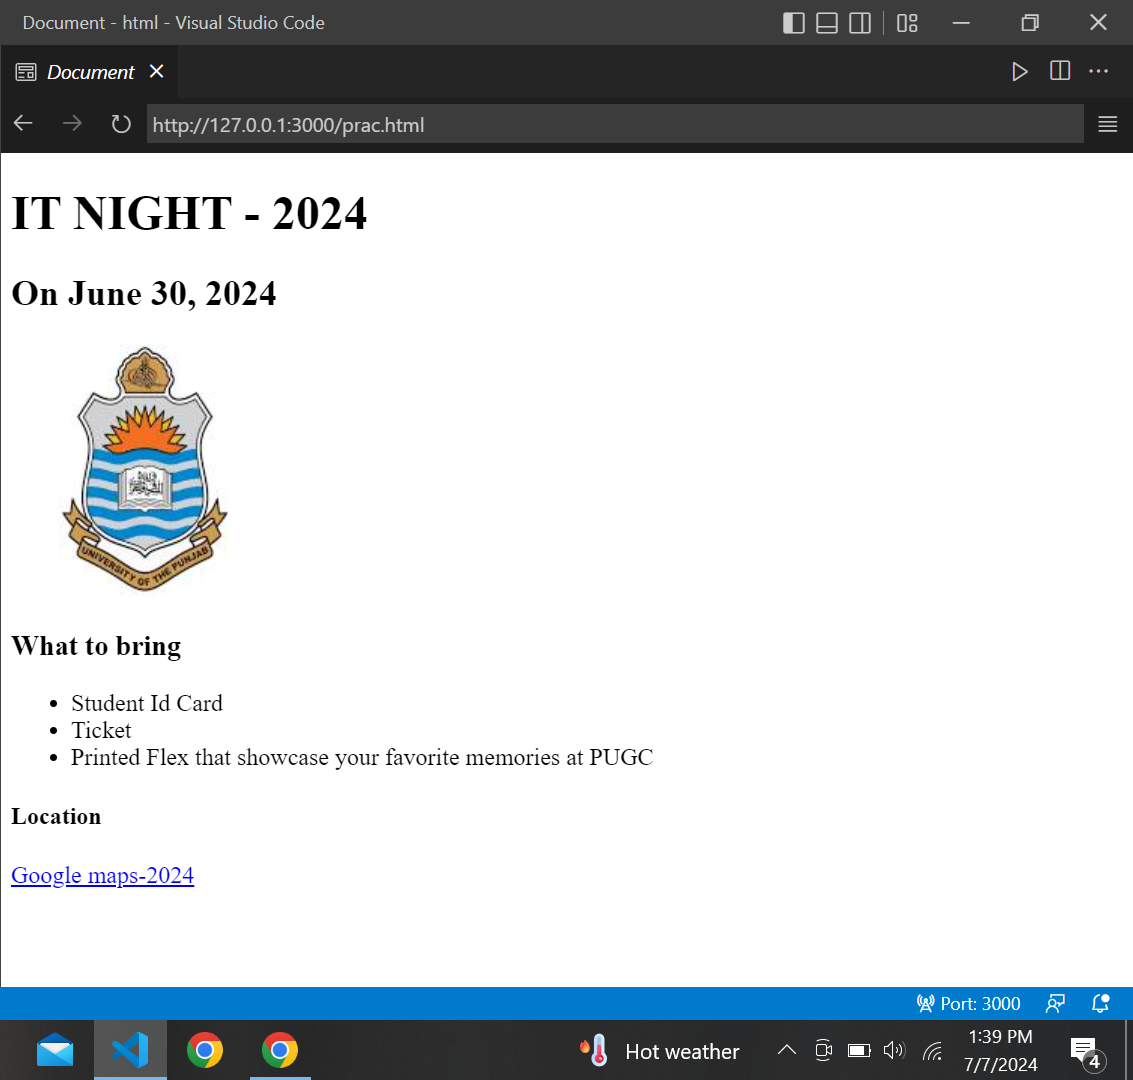 Document - html - Visual Studio Code
Document
http://127.0.0.1:3000/prac.html
IT NIGHT - 2024
On June 30, 2024
UNIVERSITY OF THE PUNJAB
What to bring
Student Id Card
Ticket
Printed Flex that showcase your favorite memories at PUGC
Location
Google maps-2024
Port: 3000
Hot weather
1:39 PM
7/7/2024
4